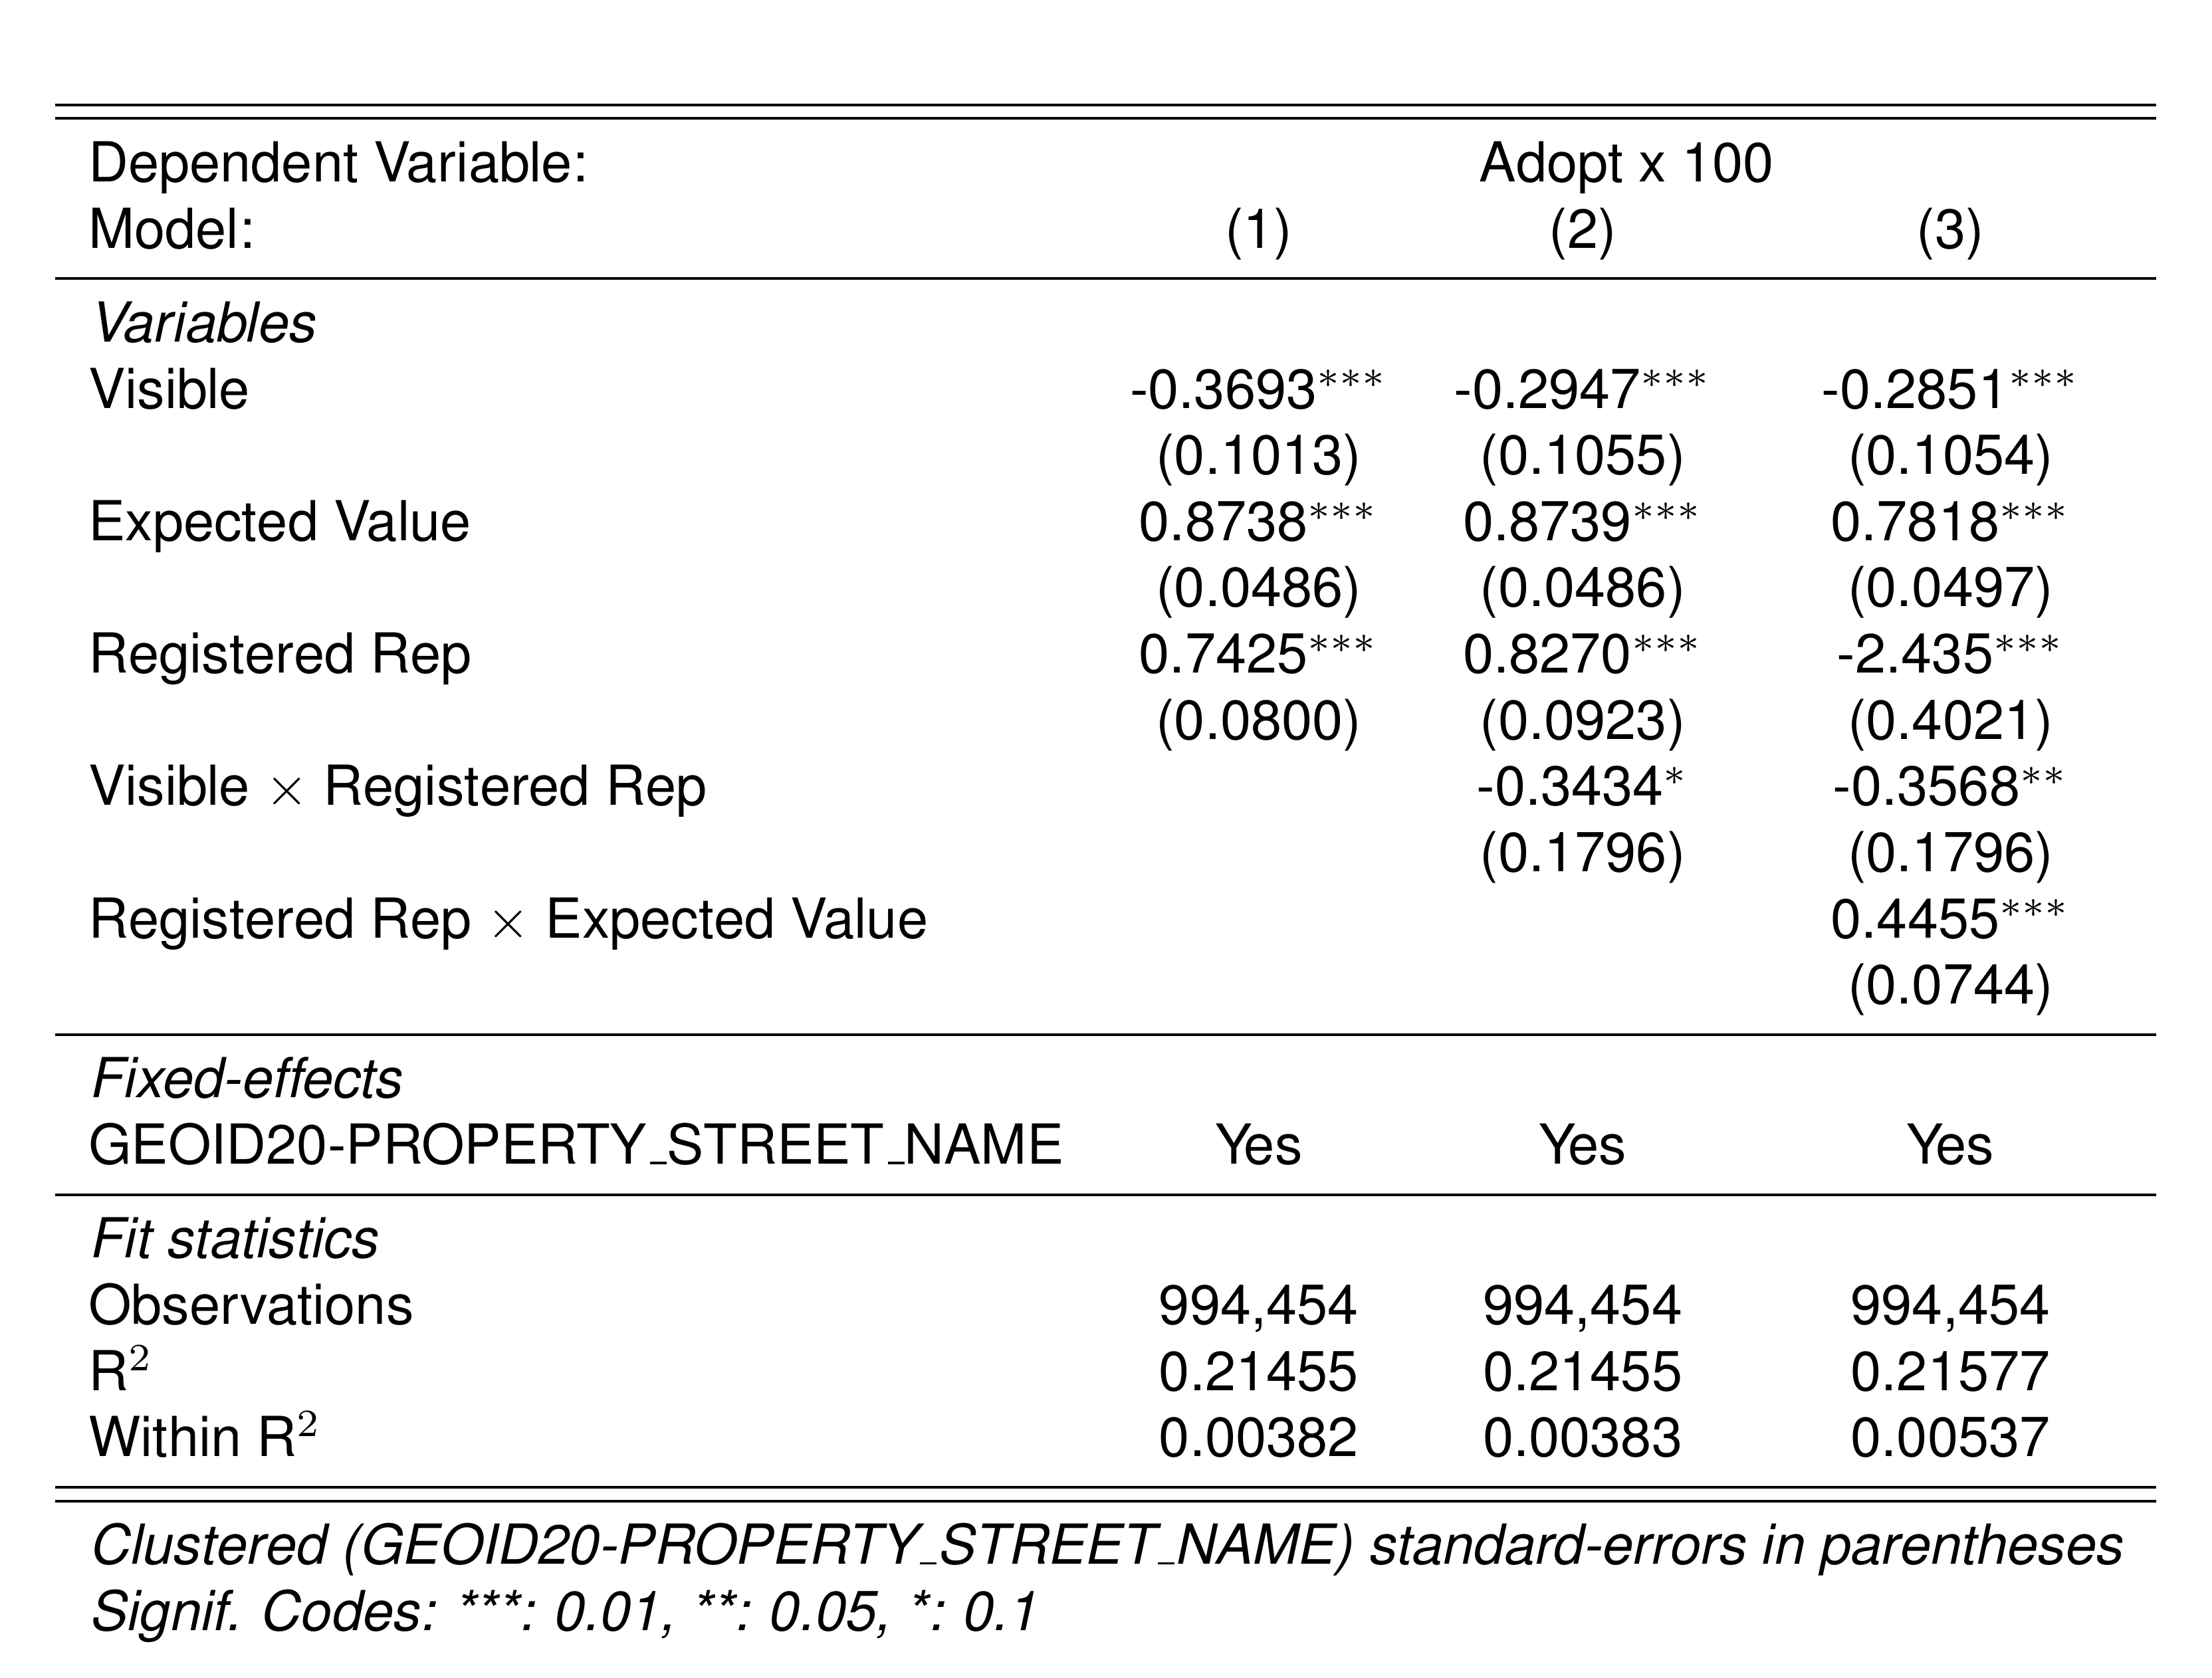 Dependent Variable: Adopt x 100
Model: (1) (2) (3)
Variables
Visible -0.3693*** -0.2947*** -0.2851***
(0.1013) (0.1055) (0.1054)
Expected Value 0.8738*** 0.8739*** 0.7818***
(0.0486) (0.0486) (0.0497)
Registered Rep 0.7425*** 0.8270*** -2.435***
(0.0800) (0.0923) (0.4021)
Visible × Registered Rep -0.3434* -0.3568**
(0.1796) (0.1796)
Registered Rep × Expected Value 0.4455***
(0.0744)
Fixed-effects
GEOID20-PROPERTY_STREET_NAME Yes Yes Yes
Fit statistics
Observations 994,454 994,454 994,454
R² 0.21455 0.21455 0.21577
Within R² 0.00382 0.00383 0.00537
Clustered (GEOID20-PROPERTY_STREET_NAME) standard-errors in parentheses
Signif. Codes: ***: 0.01, **: 0.05, *: 0.1